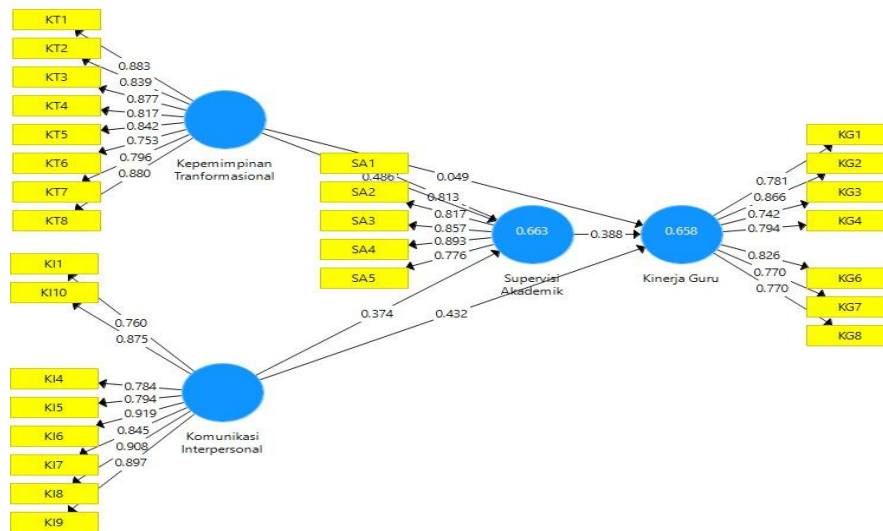 KT1
KT2
KT3
KT4
KT5
KT6
KT7
KT8
0.883
0.839
0.877
0.817
0.842
0.753
0.796
0.880
Kepemimpinan
Tranformasional
KI1
KI10
0.760
0.875
KI4
KI5
KI6
KI7
KI8
KI9
0.784
0.794
0.919
0.845
0.908
0.897
Komunikasi
Interpersonal
SA1
SA2
SA3
SA4
SA5
0.486
0.813
0.817
0.857
0.893
0.776
0.049
0.663
Supervisi
Akademik
0.388
0.374
0.432
0.658
Kinerja Guru
0.781
0.866
0.742
0.794
0.826
0.770
0.770
KG1
KG2
KG3
KG4
KG6
KG7
KG8